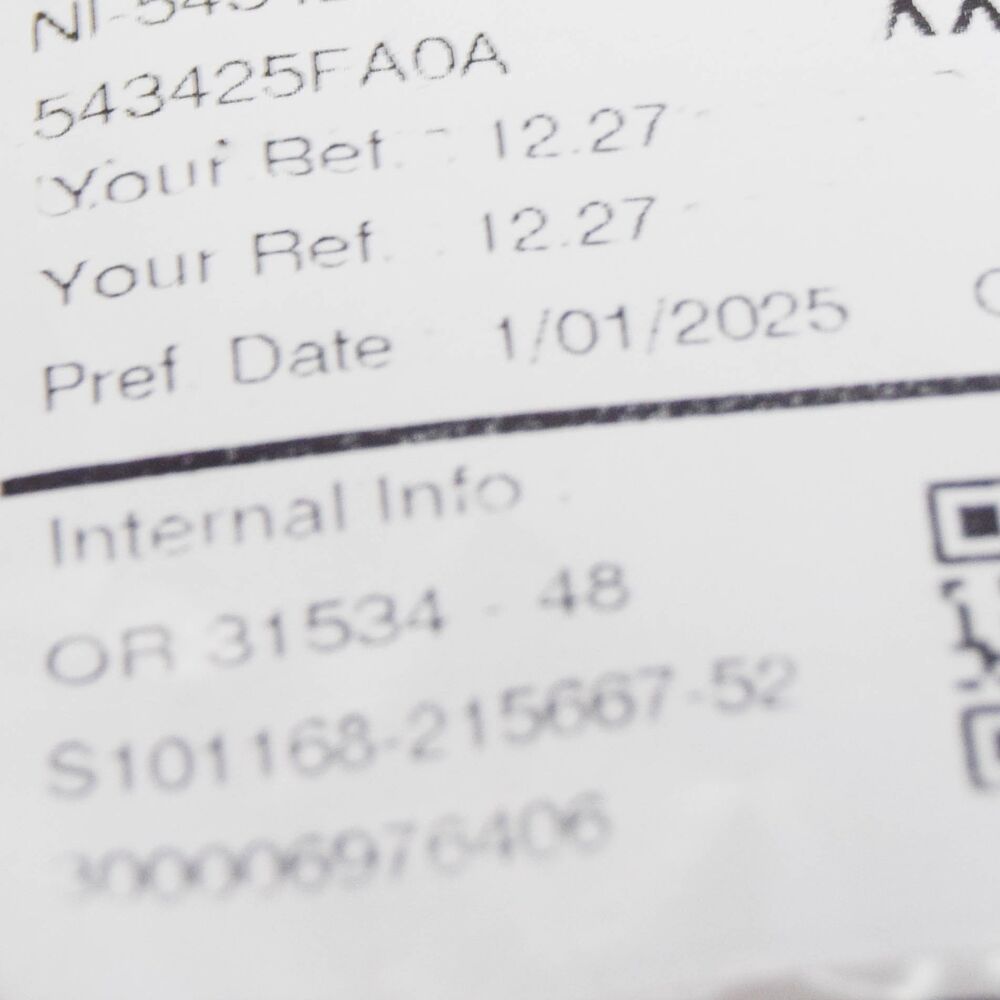 543425FA0A
Your Ref. - 12.27
Your Ref. 12.27
Pref Date 1/01/2025
Internal Info
OR 31534 - 48
S101168-215667-52
300006976406